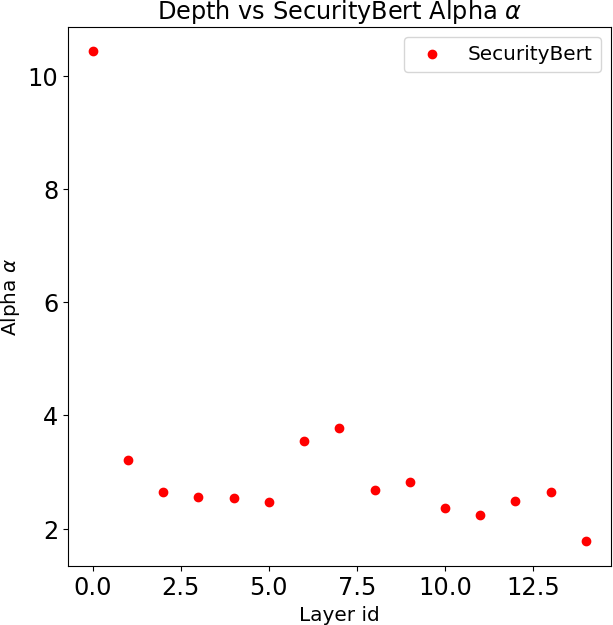 Depth vs SecurityBert Alpha α
SecurityBert
10
8
6
4
2
Alpha α
0.0 2.5 5.0 7.5 10.0 12.5
Layer id